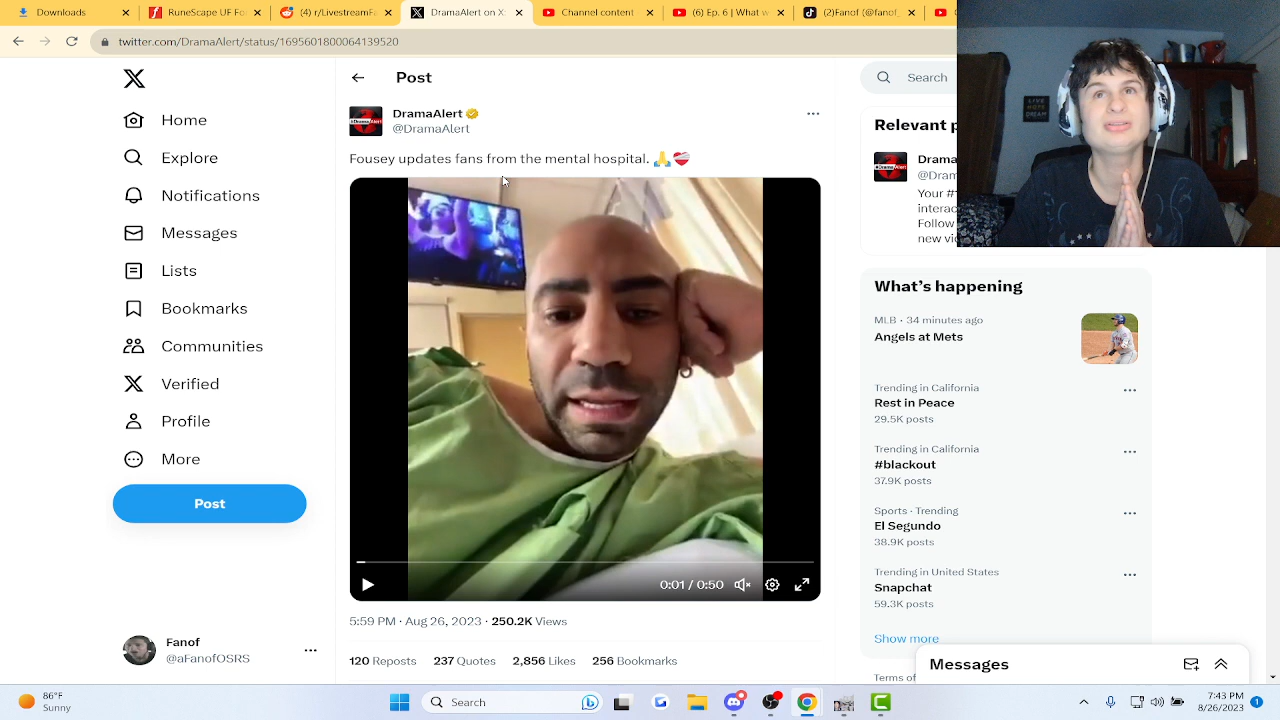 Downloads
RuneScape UFP Fo
(4) r/LivestreamF
DramaAlert on X:
Channel content
(6) Ep. 6 | What w
(2)Fanof (@fanof_
twitter.com/DramaAlert/status/1695601800064139520
Post
Search
DramaAlert
@DramaAlert
Fousey updates fans from the mental hospital. 🙏❤️‍🩹
Home
Explore
Notifications
Messages
Lists
Bookmarks
Communities
Verified
Profile
More
Post
Fanof
@aFanofOSRS
0:01 / 0:50
5:59 PM · Aug 26, 2023 · 250.2K Views
120 Reposts 237 Quotes 2,856 Likes 256 Bookmarks
Relevant p
Drama
@Dram
Your #
interac
Follow
new vi
LIVE
DREAM
What's happening
MLB · 34 minutes ago
Angels at Mets
Trending in California
Rest in Peace
29.5K posts
Trending in California
#blackout
37.9K posts
Sports · Trending
El Segundo
38.9K posts
Trending in United States
Snapchat
59.3K posts
Show more
Terms of
Messages
86°F
Sunny
Search
7:43 PM
8/26/2023
1